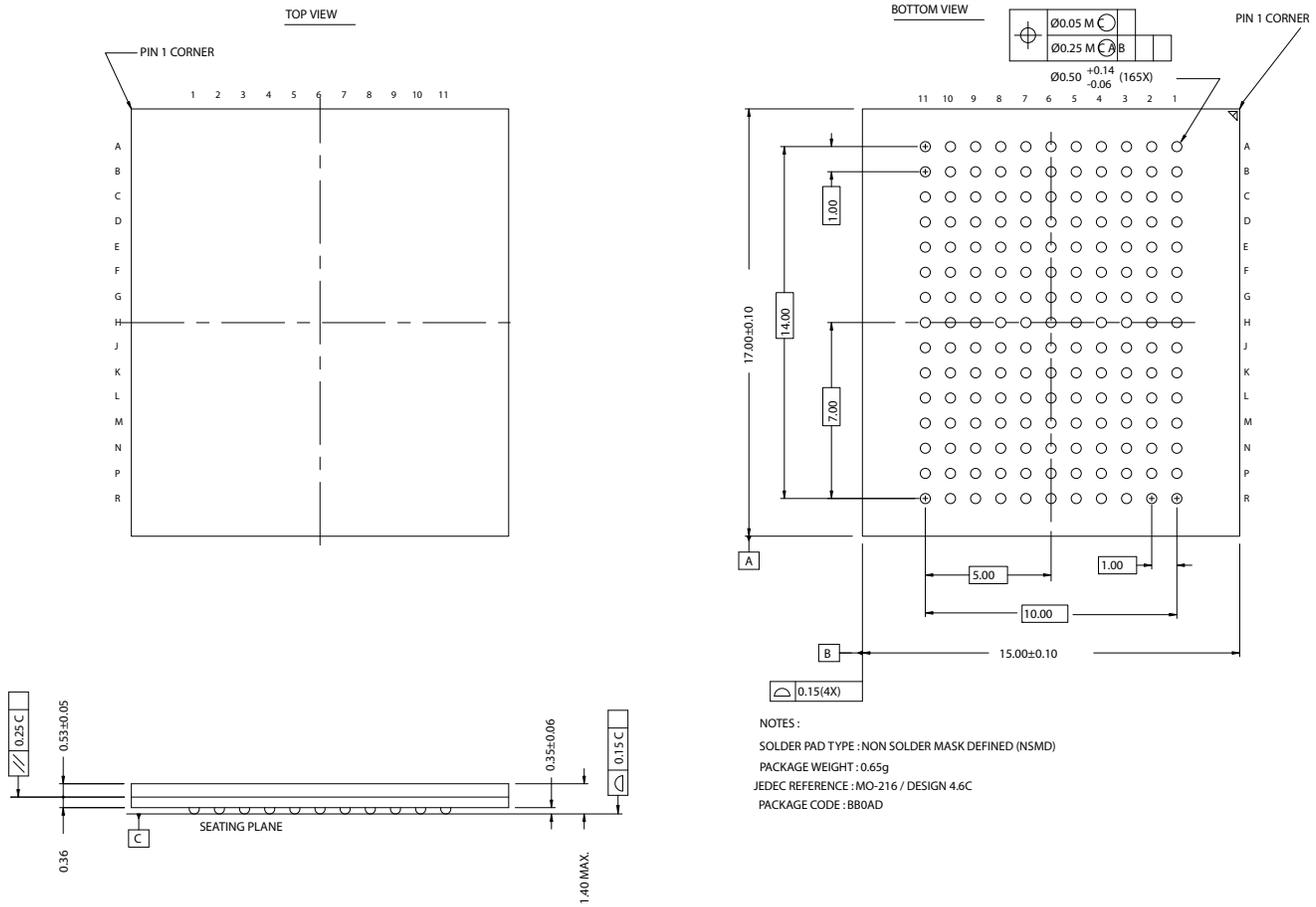 TOP VIEW
PIN 1 CORNER
1 2 3 4 5 6 7 8 9 10 11
A
B
C
D
E
F
G
H
J
K
L
M
N
P
R
BOTTOM VIEW
PIN 1 CORNER
Ø0.05 M C
Ø0.25 M C A B
Ø0.50 +0.14 -0.06 (165X)
11 10 9 8 7 6 5 4 3 2 1
A
B
C
D
E
F
G
H
J
K
L
M
N
P
R
1.00
14.00
17.00±0.10
7.00
A
5.00
1.00
10.00
B
15.00±0.10
0.15(4X)
0.25 C
0.53±0.05
0.35±0.06
0.15 C
SEATING PLANE
C
0.36
1.40 MAX.
NOTES :
SOLDER PAD TYPE : NON SOLDER MASK DEFINED (NSMD)
PACKAGE WEIGHT : 0.65g
JEDEC REFERENCE : MO-216 / DESIGN 4.6C
PACKAGE CODE : BB0AD